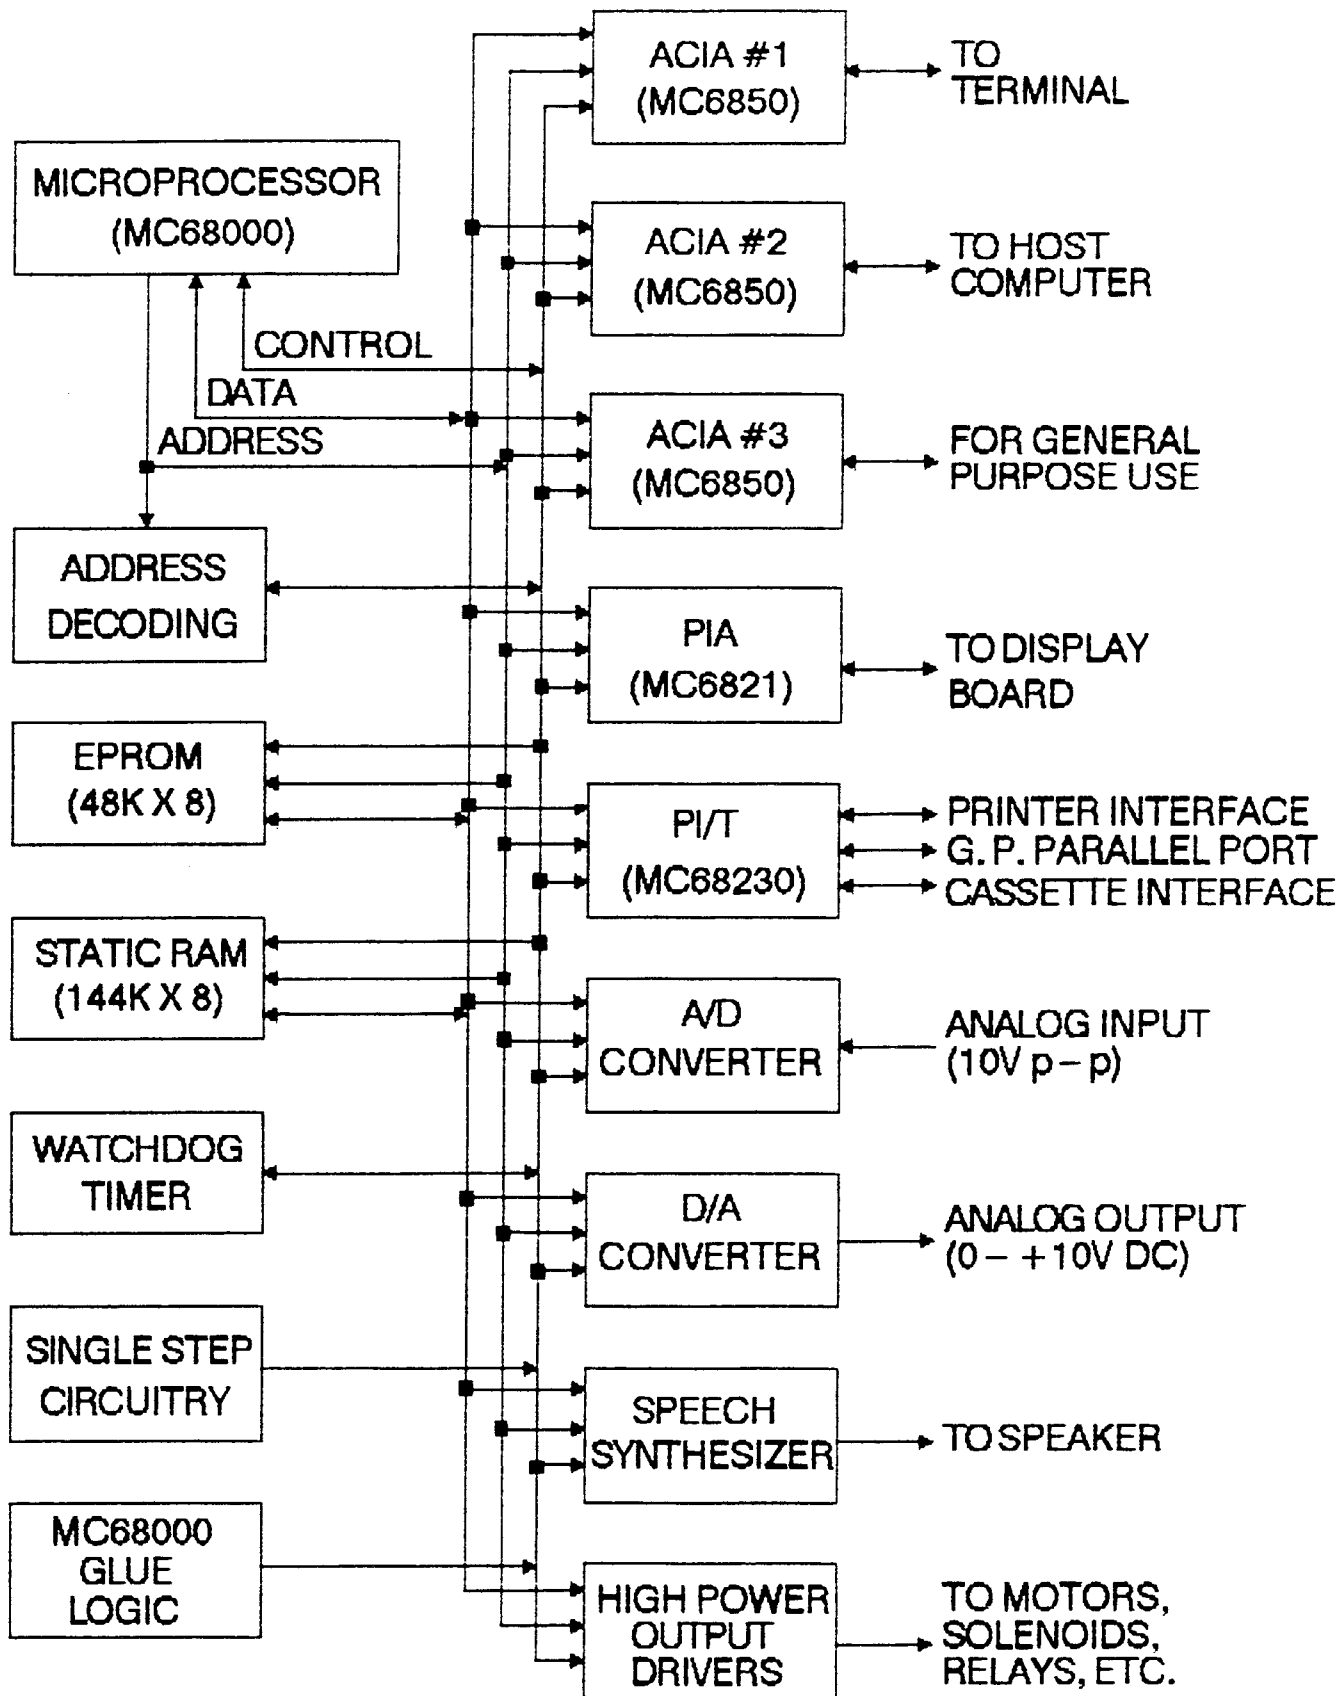 MICROPROCESSOR
(MC68000)
CONTROL
DATA
ADDRESS
ADDRESS
DECODING
EPROM
(48K X 8)
STATIC RAM
(144K X 8)
WATCHDOG
TIMER
SINGLE STEP
CIRCUITRY
MC68000
GLUE
LOGIC
ACIA #1
(MC6850)
TO
TERMINAL
ACIA #2
(MC6850)
TO HOST
COMPUTER
ACIA #3
(MC6850)
FOR GENERAL
PURPOSE USE
PIA
(MC6821)
TO DISPLAY
BOARD
PI/T
(MC68230)
PRINTER INTERFACE
G. P. PARALLEL PORT
CASSETTE INTERFACE
A/D
CONVERTER
ANALOG INPUT
(10V p – p)
D/A
CONVERTER
ANALOG OUTPUT
(0 – +10V DC)
SPEECH
SYNTHESIZER
TO SPEAKER
HIGH POWER
OUTPUT
DRIVERS
TO MOTORS,
SOLENOIDS,
RELAYS, ETC.